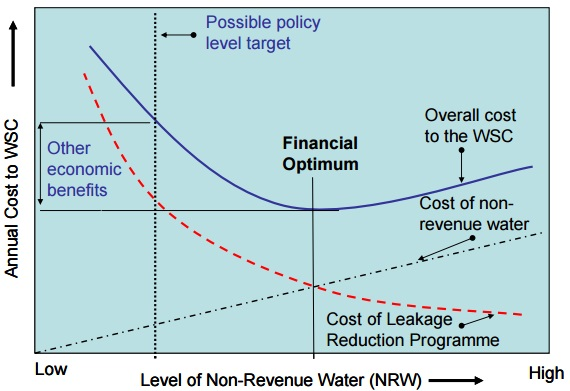 Possible policy
level target
Annual Cost to WSC
Other
economic
benefits
Financial
Optimum
Overall cost
to the WSC
Cost of non-
revenue water
Cost of Leakage
Reduction Programme
Low
Level of Non-Revenue Water (NRW)
High